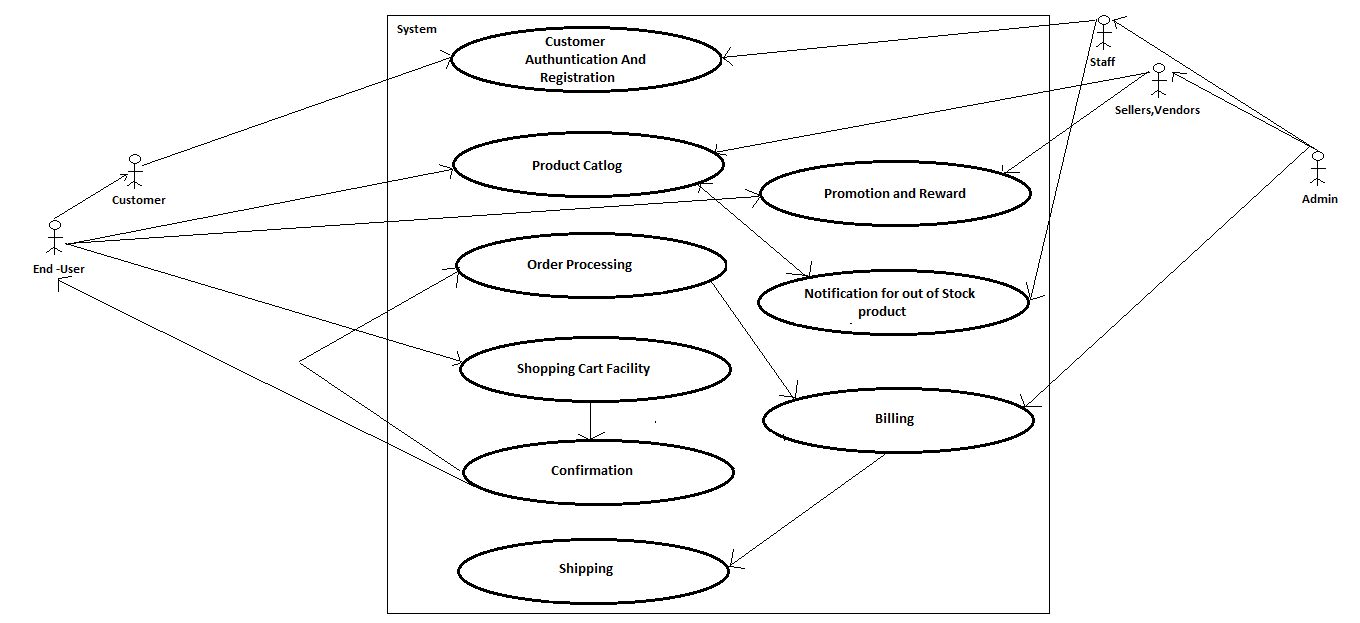 System
Customer
Authuntication And
Registration
Staff
Sellers,Vendors
Product Catlog
Promotion and Reward
Customer
Admin
End -User
Order Processing
Notification for out of Stock
product
Shopping Cart Facility
Billing
Confirmation
Shipping